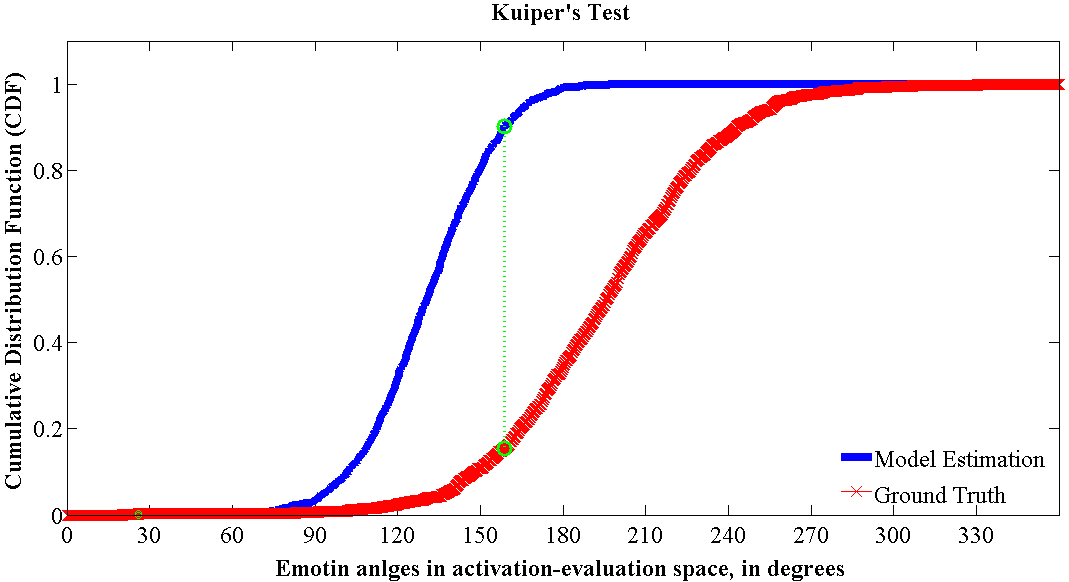 Kuiper's Test
Cumulative Distribution Function (CDF)
1
0.8
0.6
0.4
0.2
0
0 30 60 90 120 150 180 210 240 270 300 330
Model Estimation
Ground Truth
Emotin anlges in activation-evaluation space, in degrees